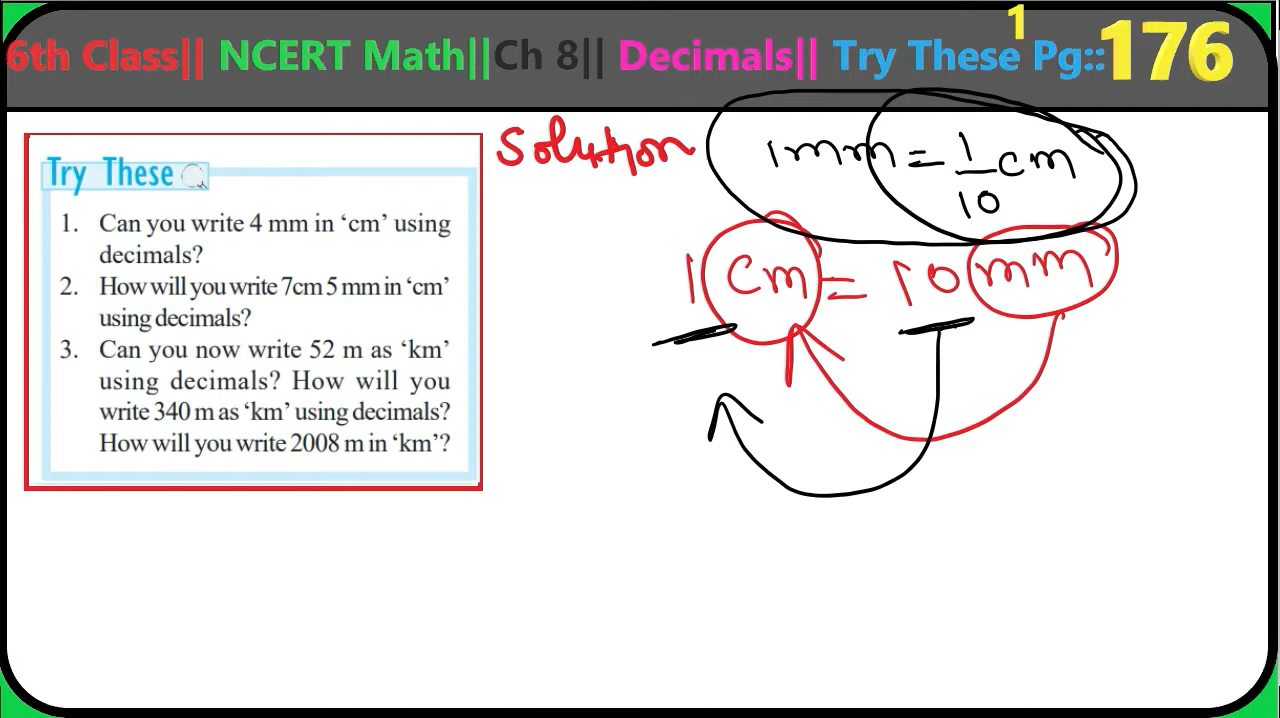 1
6th Class|| NCERT Math||Ch 8|| Decimals|| Try These Pg::176
Try These
1. Can you write 4 mm in ‘cm’ using
decimals?
2. How will you write 7cm 5 mm in ‘cm’
using decimals?
3. Can you now write 52 m as ‘km’
using decimals? How will you
write 340 m as ‘km’ using decimals?
How will you write 2008 m in ‘km’?
Solution
1mm = 1/10 cm
1 cm = 10 mm